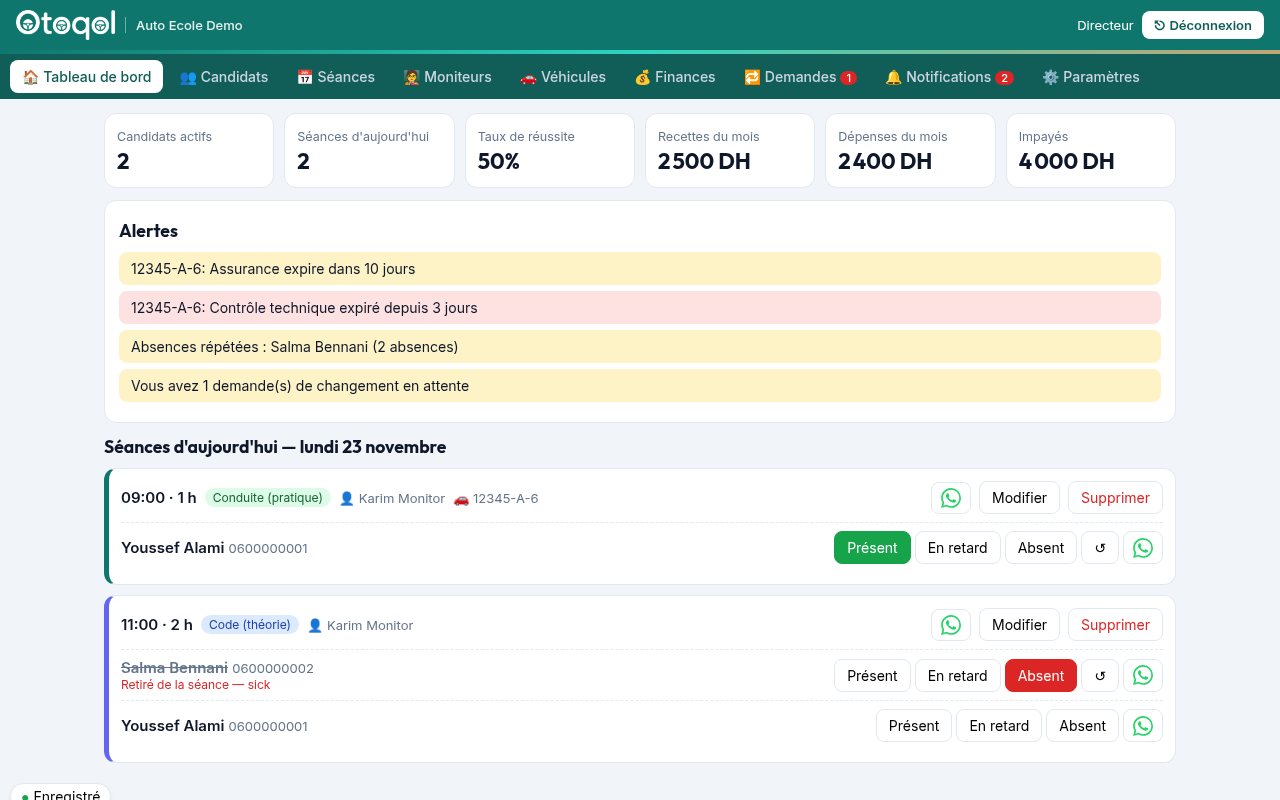 Otoqol Auto Ecole Demo Directeur Déconnexion
Tableau de bord Candidats Séances Moniteurs Véhicules Finances Demandes 1 Notifications 2 Paramètres
Candidats actifs
2
Séances d'aujourd'hui
2
Taux de réussite
50%
Recettes du mois
2 500 DH
Dépenses du mois
2 400 DH
Impayés
4 000 DH
Alertes
12345-A-6: Assurance expire dans 10 jours
12345-A-6: Contrôle technique expiré depuis 3 jours
Absences répétées : Salma Bennani (2 absences)
Vous avez 1 demande(s) de changement en attente
Séances d'aujourd'hui — lundi 23 novembre
09:00 · 1 h Conduite (pratique) Karim Monitor 12345-A-6 Modifier Supprimer
Youssef Alami 0600000001 Présent En retard Absent ↺
11:00 · 2 h Code (théorie) Karim Monitor Modifier Supprimer
Salma Bennani 0600000002 Présent En retard Absent ↺
Retiré de la séance — sick
Youssef Alami 0600000001 Présent En retard Absent
Enregistré